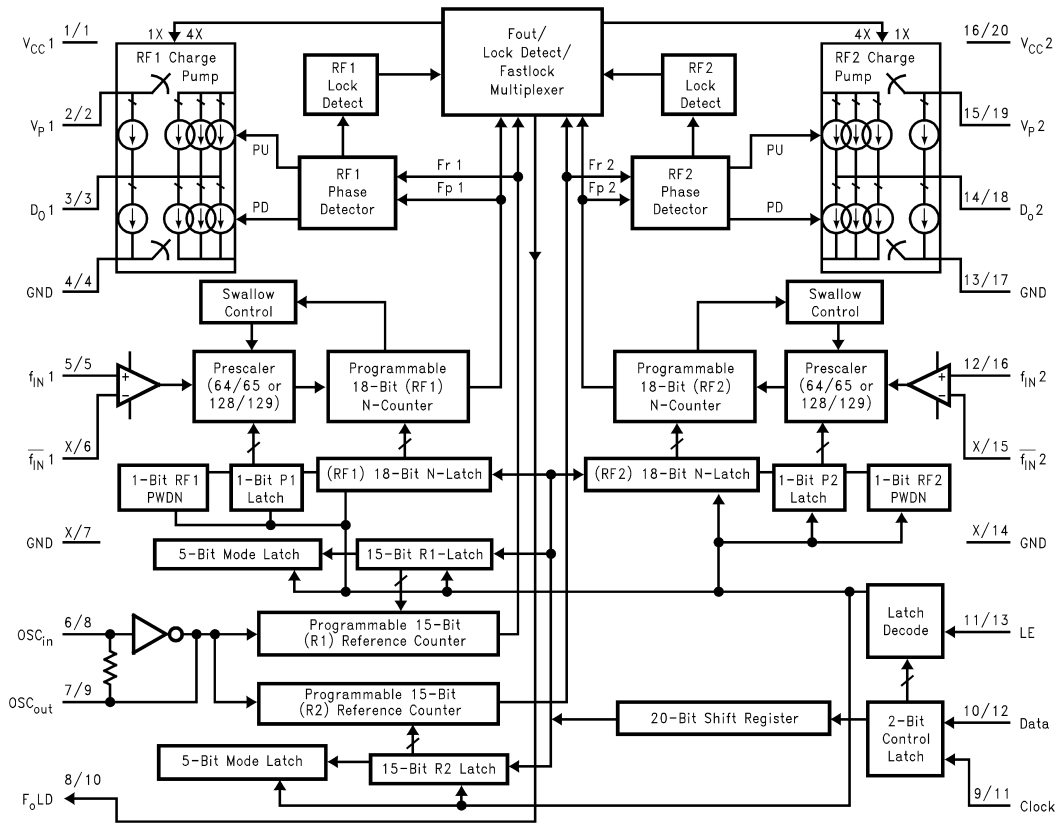 V_CC 1
1/1
1X 4X
RF1 Charge
Pump
Fout/
Lock Detect/
Fastlock
Multiplexer
4X 1X
RF2 Charge
Pump
16/20
V_CC 2
RF1
Lock
Detect
RF2
Lock
Detect
V_P 1
2/2
15/19
V_P 2
PU
PD
RF1
Phase
Detector
Fr 1
Fp 1
Fr 2
Fp 2
RF2
Phase
Detector
PU
PD
D_O 1
3/3
14/18
D_o 2
GND
4/4
13/17
GND
Swallow
Control
Swallow
Control
f_IN 1
5/5
+
−
Prescaler
(64/65 or
128/129)
Programmable
18-Bit (RF1)
N-Counter
Programmable
18-Bit (RF2)
N-Counter
Prescaler
(64/65 or
128/129)
+
−
12/16
f_IN 2
f̅_IN 1
X/6
X/15
f̅_IN 2
1-Bit RF1
PWDN
1-Bit P1
Latch
(RF1) 18-Bit N-Latch
(RF2) 18-Bit N-Latch
1-Bit P2
Latch
1-Bit RF2
PWDN
GND
X/7
X/14
GND
5-Bit Mode Latch
15-Bit R1-Latch
OSC_in
6/8
Programmable 15-Bit
(R1) Reference Counter
Latch
Decode
11/13
LE
OSC_out
7/9
Programmable 15-Bit
(R2) Reference Counter
20-Bit Shift Register
2-Bit
Control
Latch
10/12
Data
5-Bit Mode Latch
15-Bit R2 Latch
F_oLD
8/10
9/11
Clock